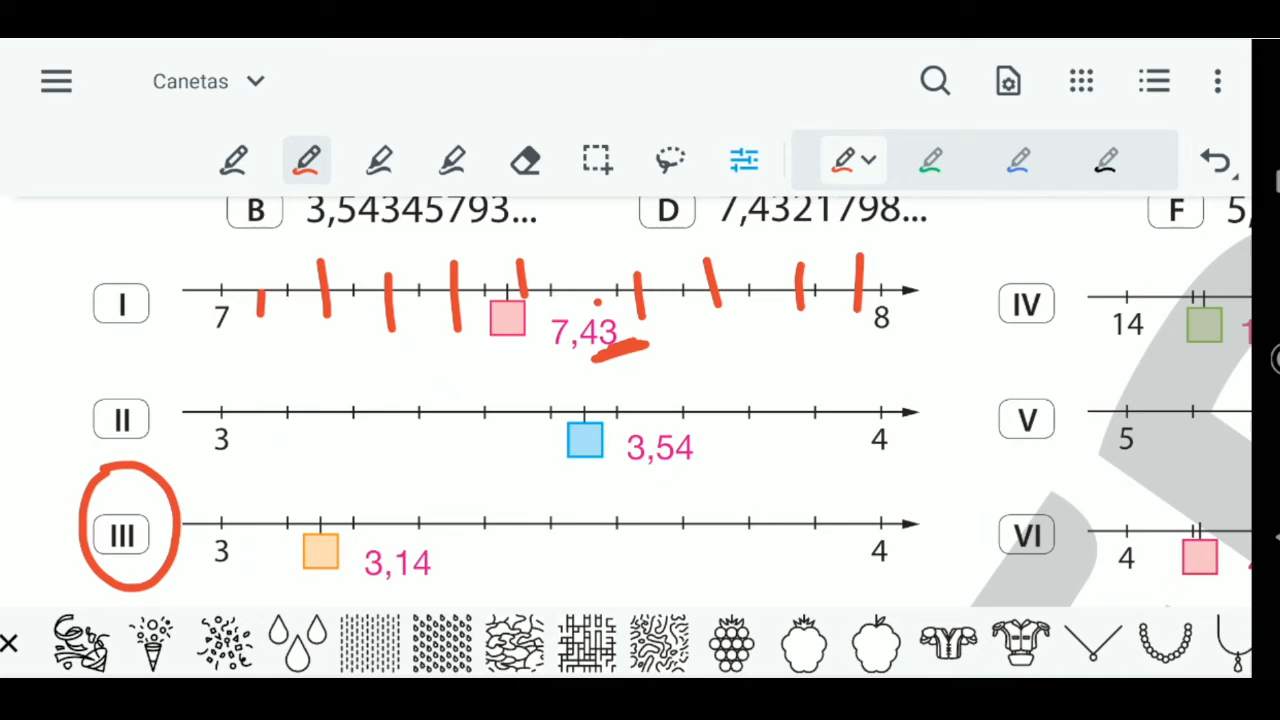 Canetas
B 3,54345793... D 7,4321798... F 5,
I 7 7,43 8 IV 14 1
II 3 3,54 4 V 5
III 3 3,14 4 VI 4